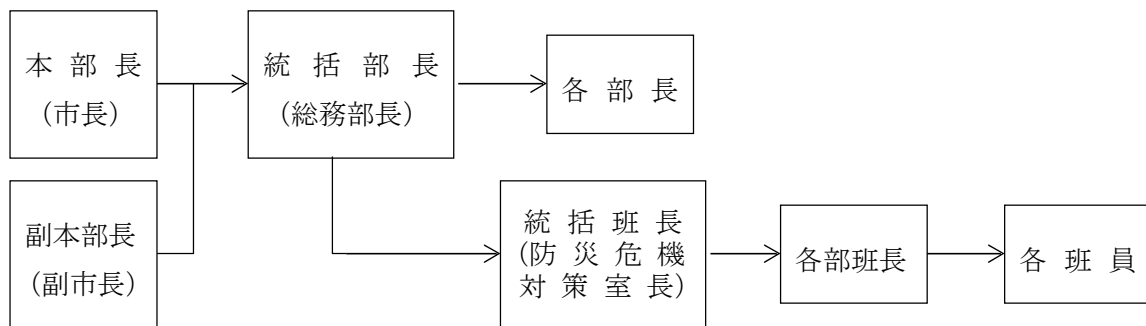 本部長
(市長)
統括部長
(総務部長)
各部長
副本部長
(副市長)
統括班長
(防災危機
対策室長)
各部班長
各班員